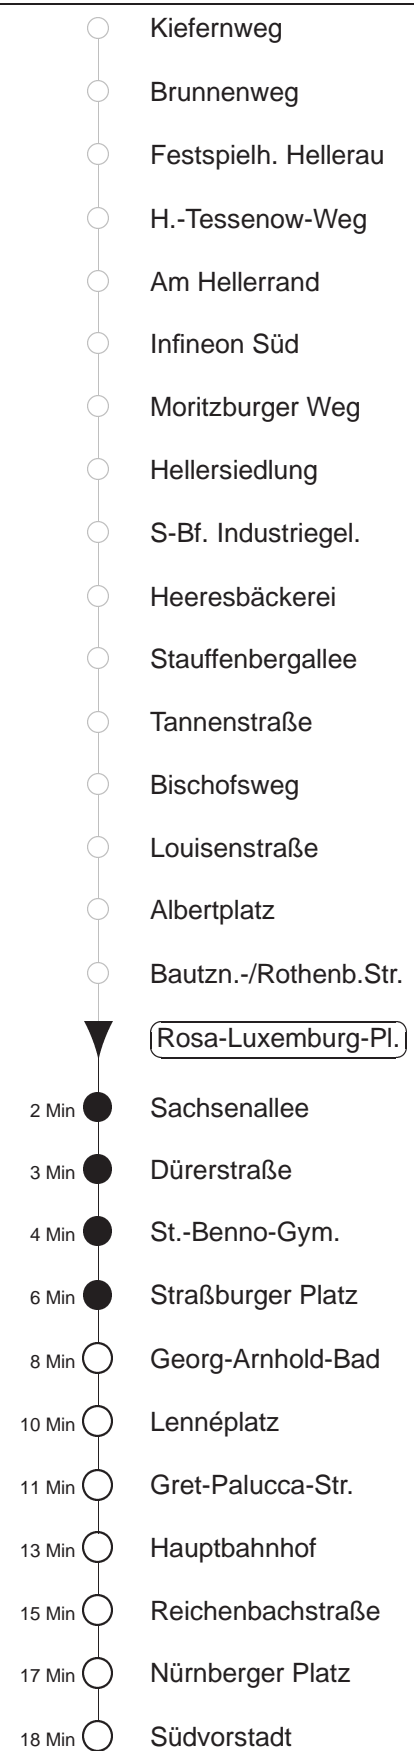 Kiefernweg
Brunnenweg
Festspielh. Hellerau
H.-Tessenow-Weg
Am Hellerrand
Infineon Süd
Moritzburger Weg
Hellersiedlung
S-Bf. Industriegel.
Heeresbäckerei
Stauffenbergallee
Tannenstraße
Bischofsweg
Louisenstraße
Albertplatz
Bautzn.-/Rothenb.Str.
Rosa-Luxemburg-Pl.
2 Min Sachsenallee
3 Min Dürerstraße
4 Min St.-Benno-Gym.
6 Min Straßburger Platz
8 Min Georg-Arnhold-Bad
10 Min Lennéplatz
11 Min Gret-Palucca-Str.
13 Min Hauptbahnhof
15 Min Reichenbachstraße
17 Min Nürnberger Platz
18 Min Südvorstadt